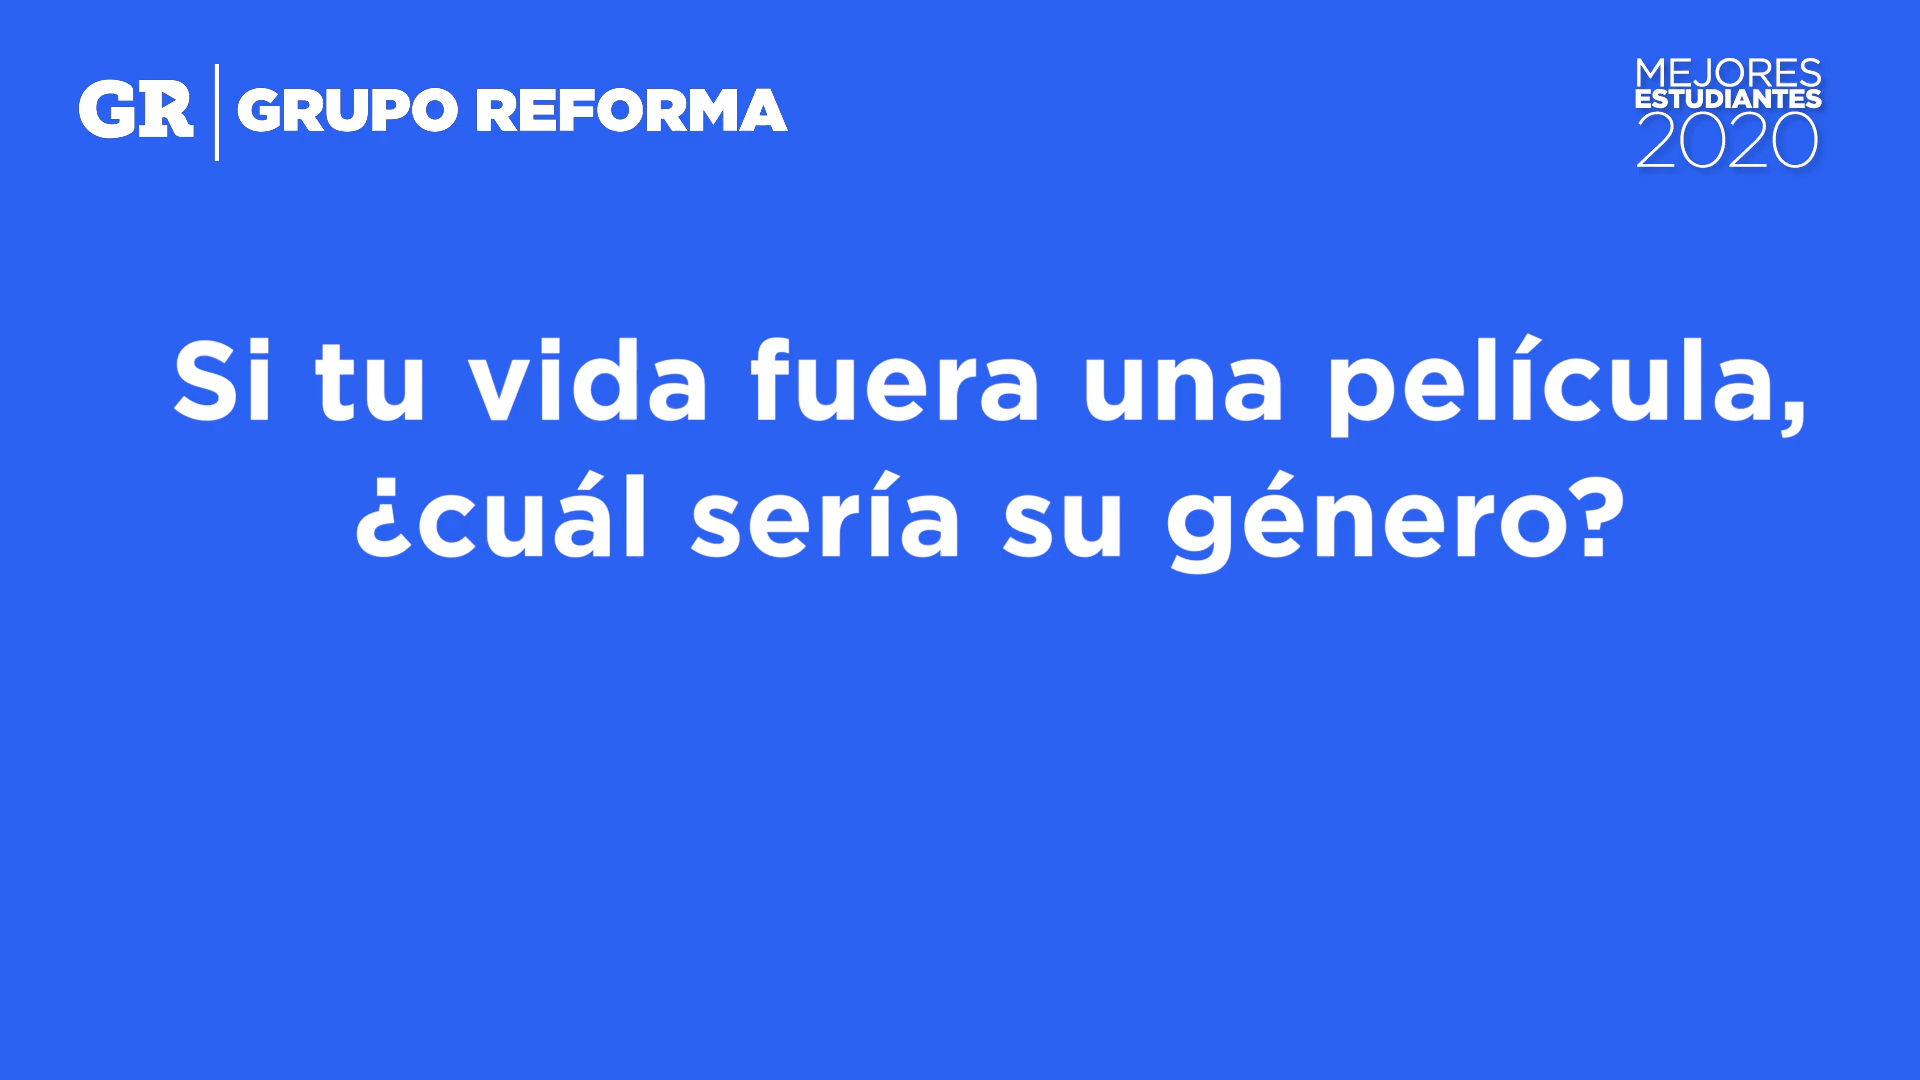 GR | GRUPO REFORMA
MEJORES
ESTUDIANTES
2020
Si tu vida fuera una película,
¿cuál sería su género?